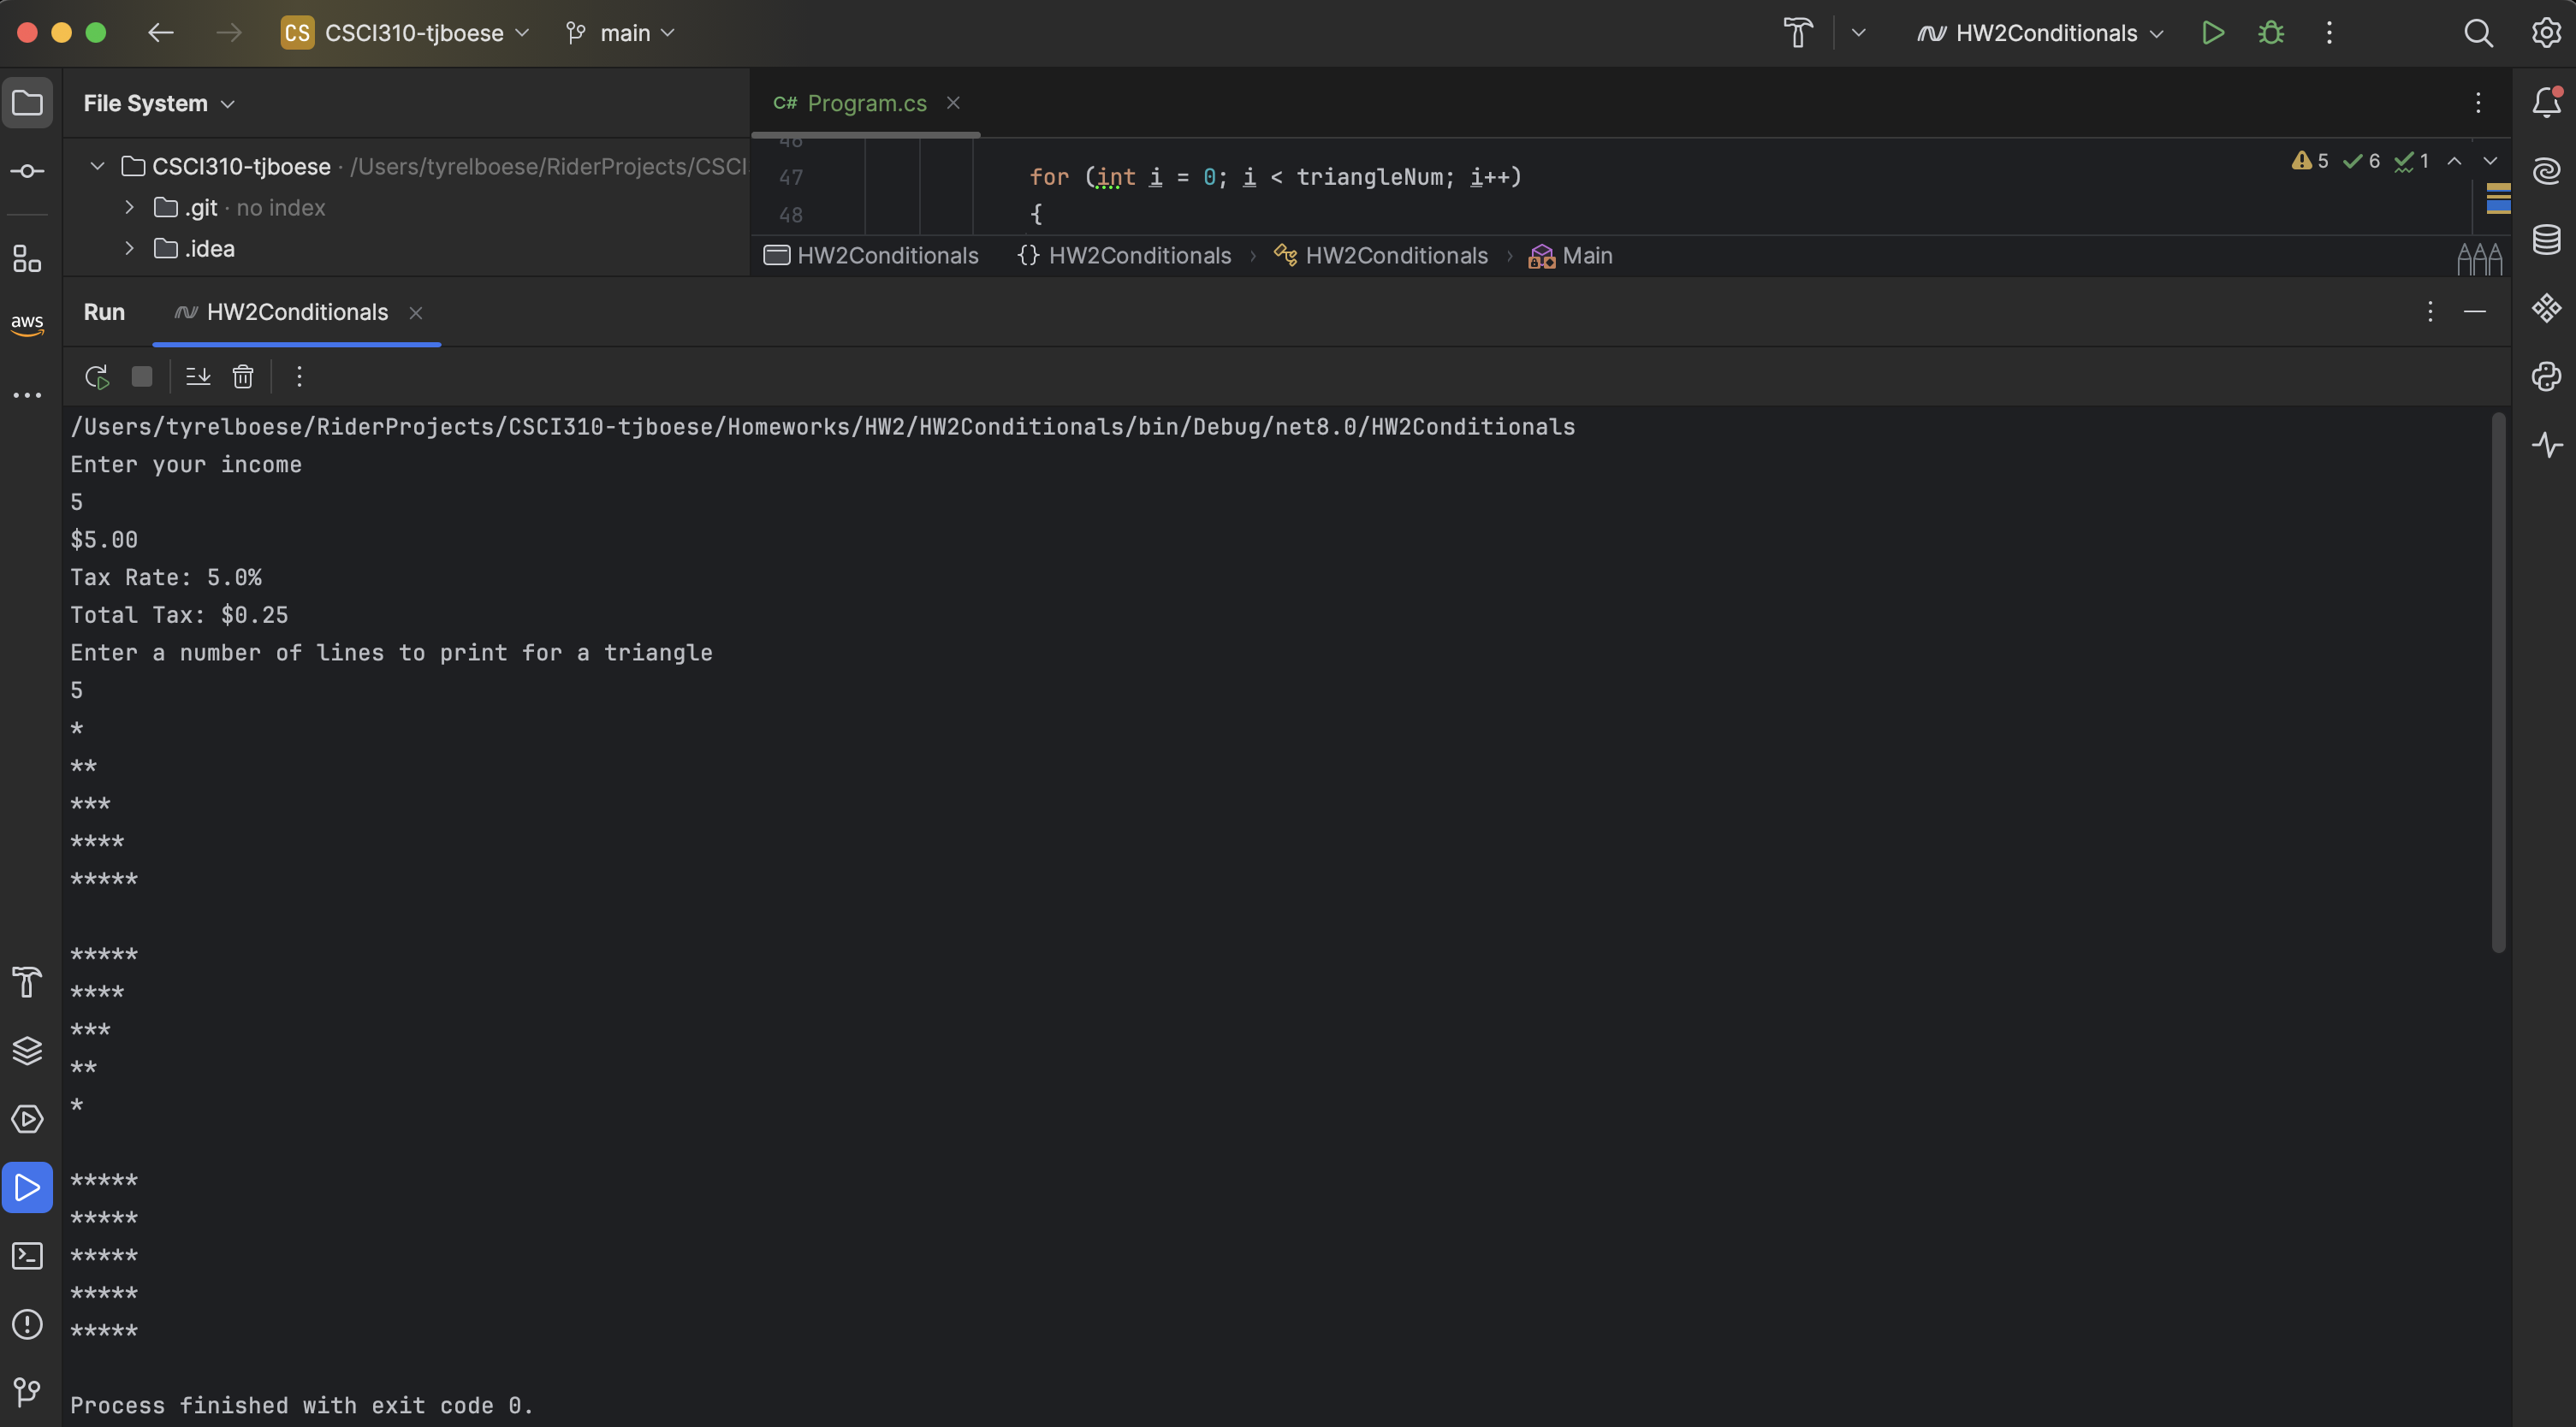 CS CSCI310-tjboese main HW2Conditionals
File System
C# Program.cs
CSCI310-tjboese · /Users/tyrelboese/RiderProjects/CSCI
.git · no index
.idea
46
47 for (int i = 0; i < triangleNum; i++)
48 {
5 6 1
HW2Conditionals {} HW2Conditionals › HW2Conditionals › Main
aws
Run HW2Conditionals
/Users/tyrelboese/RiderProjects/CSCI310-tjboese/Homeworks/HW2/HW2Conditionals/bin/Debug/net8.0/HW2Conditionals
Enter your income
5
$5.00
Tax Rate: 5.0%
Total Tax: $0.25
Enter a number of lines to print for a triangle
5
*
**
***
****
*****
*****
****
***
**
*
*****
*****
*****
*****
*****
Process finished with exit code 0.